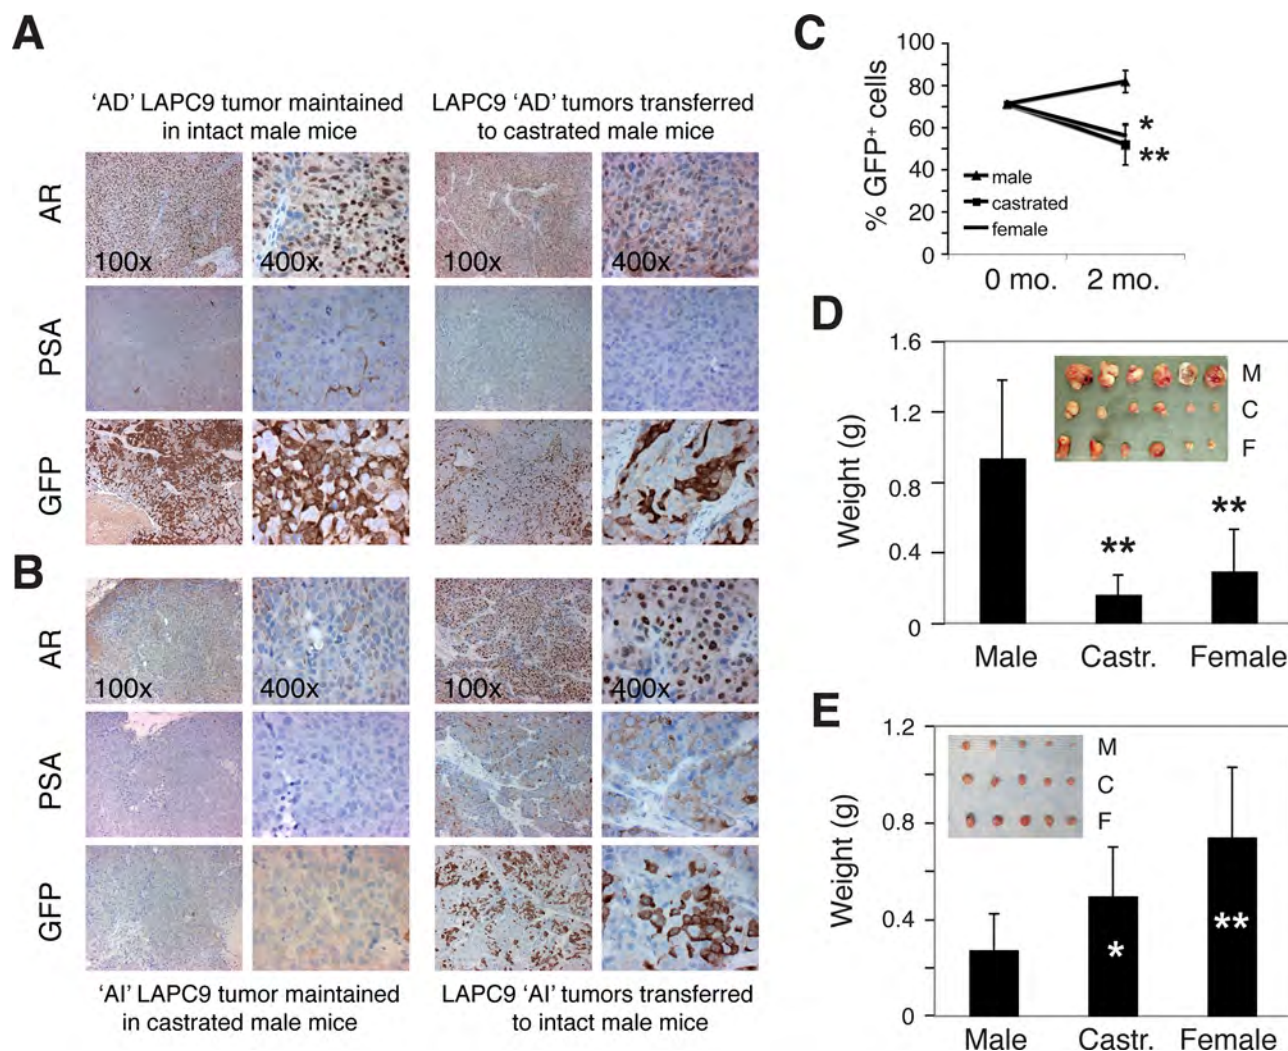 A
'AD' LAPC9 tumor maintained
in intact male mice
LAPC9 'AD' tumors transferred
to castrated male mice
AR
100x
400x
100x
400x
PSA
GFP
B
AR
100x
400x
100x
400x
PSA
GFP
'AI' LAPC9 tumor maintained
in castrated male mice
LAPC9 'AI' tumors transferred
to intact male mice
C
% GFP+ cells
100
80
60
40
80
0
*
**
male
castrated
female
0 mo.
2 mo.
D
Weight (g)
1.6
1.2
0.8
0.4
0
M
C
F
**
**
Male
Castr.
Female
E
Weight (g)
1.2
0.8
0.4
0
M
C
F
*
**
Male
Castr.
Female